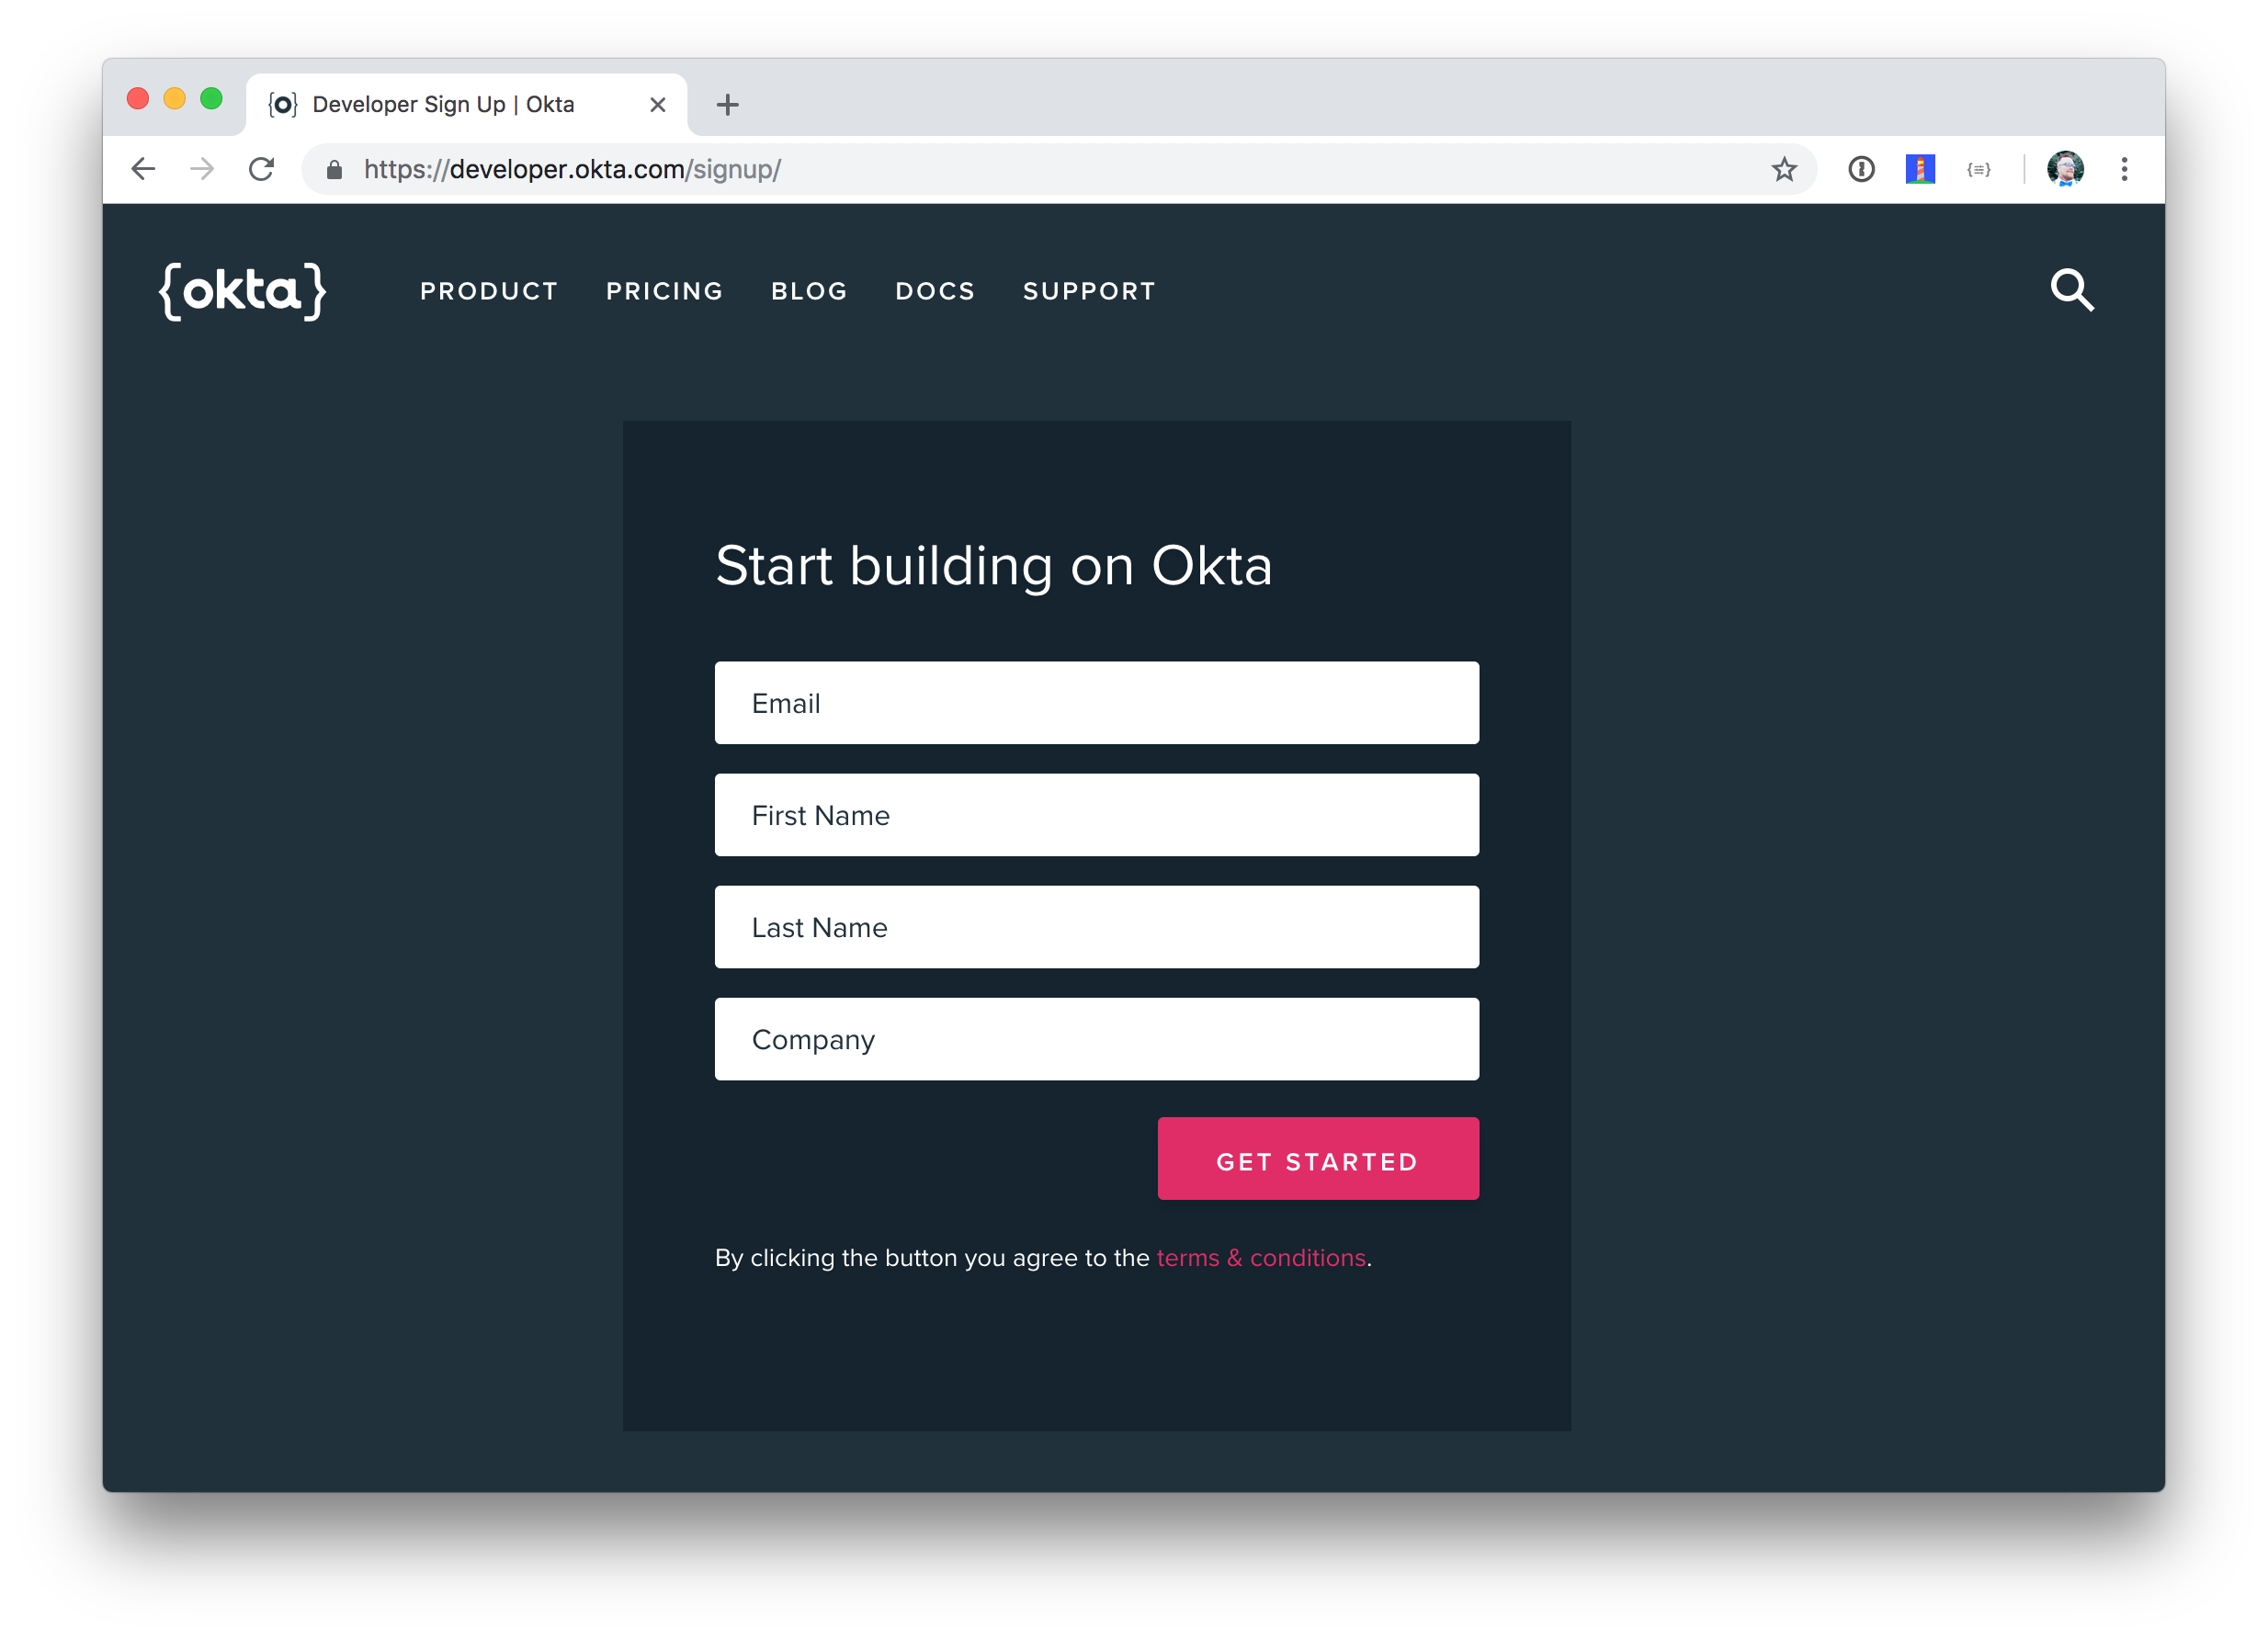 {o} Developer Sign Up | Okta
https://developer.okta.com/signup/
{okta} PRODUCT PRICING BLOG DOCS SUPPORT
Start building on Okta
Email
First Name
Last Name
Company
GET STARTED
By clicking the button you agree to the terms & conditions.